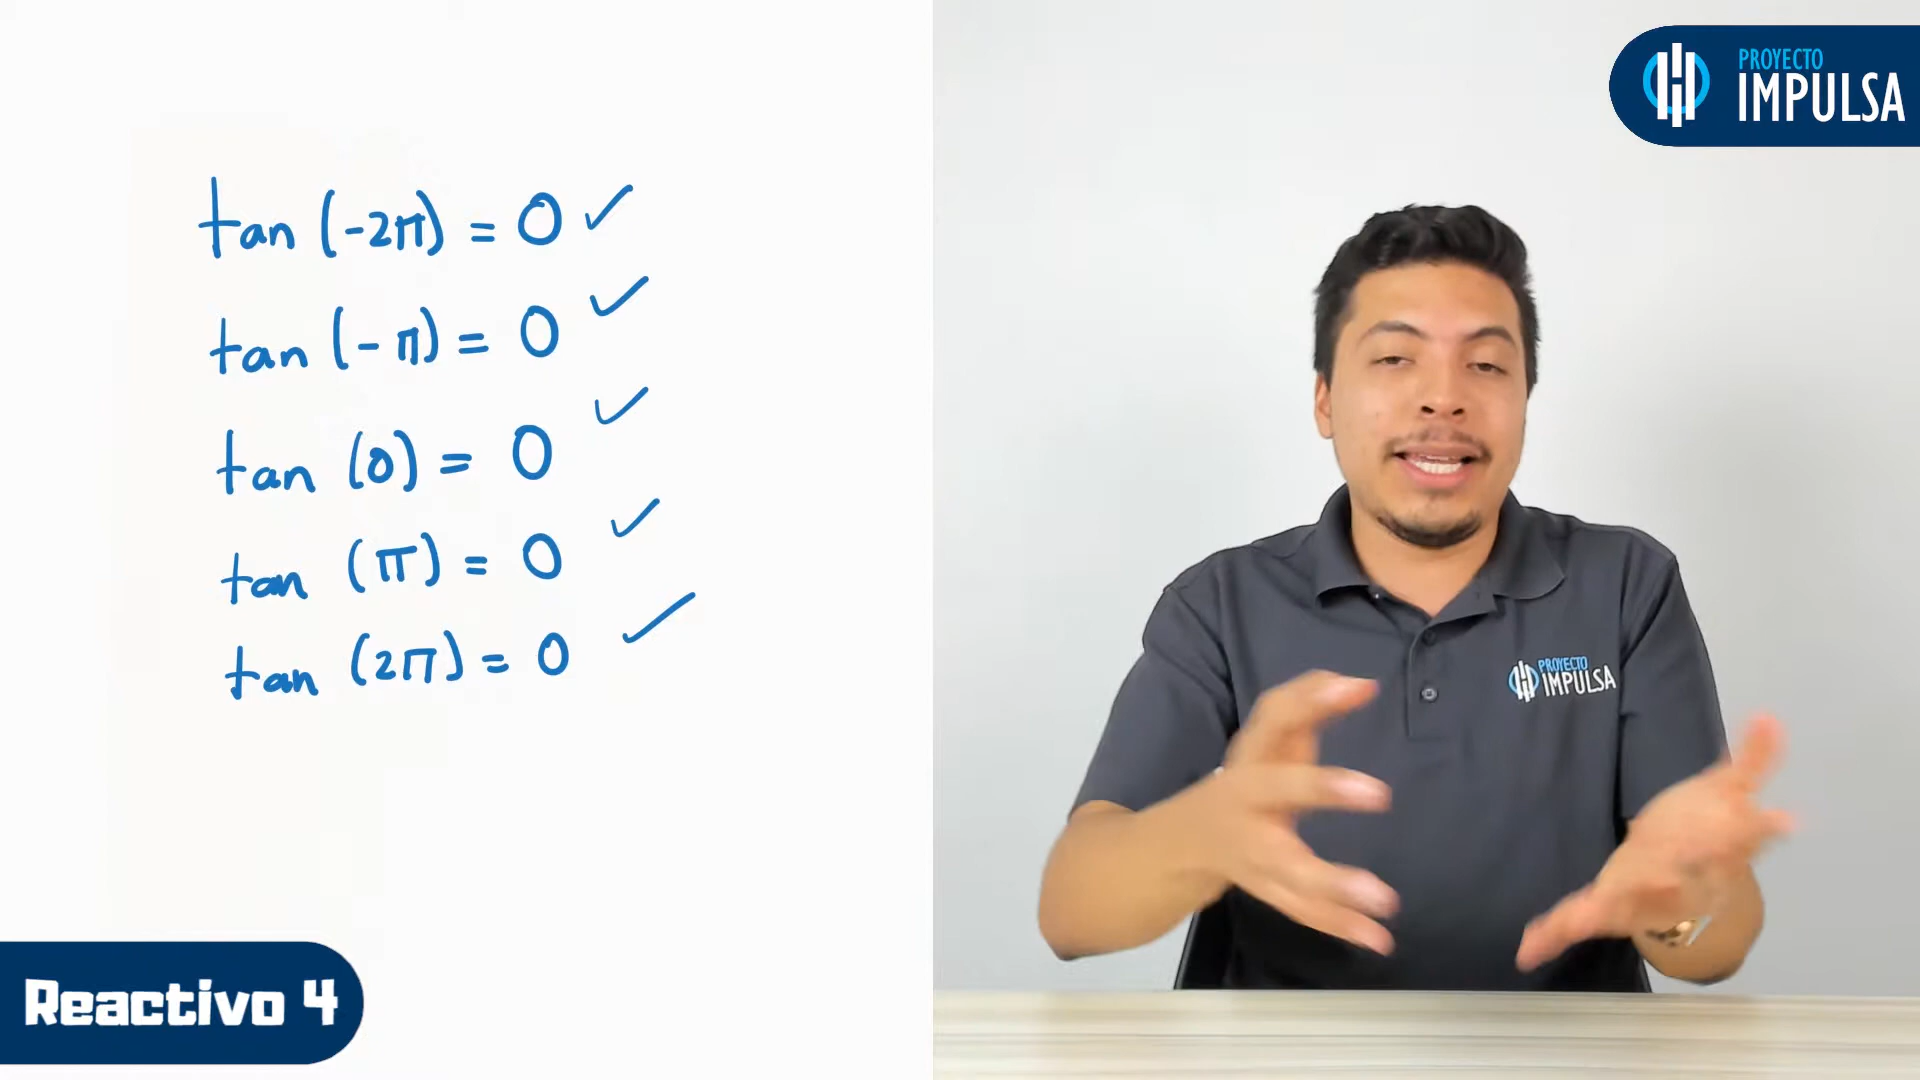 PROYECTO
IMPULSA
tan (-2π) = 0 ✓
tan (-π) = 0 ✓
tan (0) = 0 ✓
tan (π) = 0 ✓
tan (2π) = 0 ✓
PROYECTO
IMPULSA
Reactivo 4